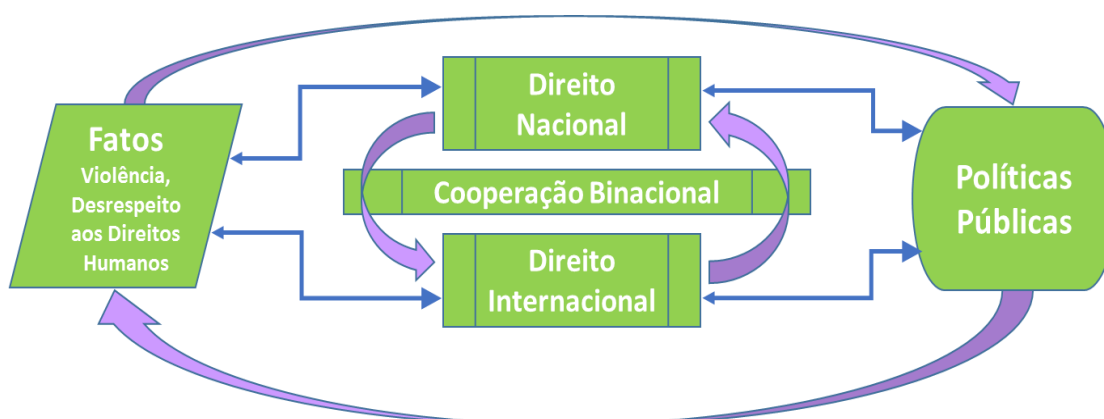 Fatos
Violência,
Desrespeito
aos Direitos
Humanos
Direito
Nacional
Cooperação Binacional
Direito
Internacional
Políticas
Públicas